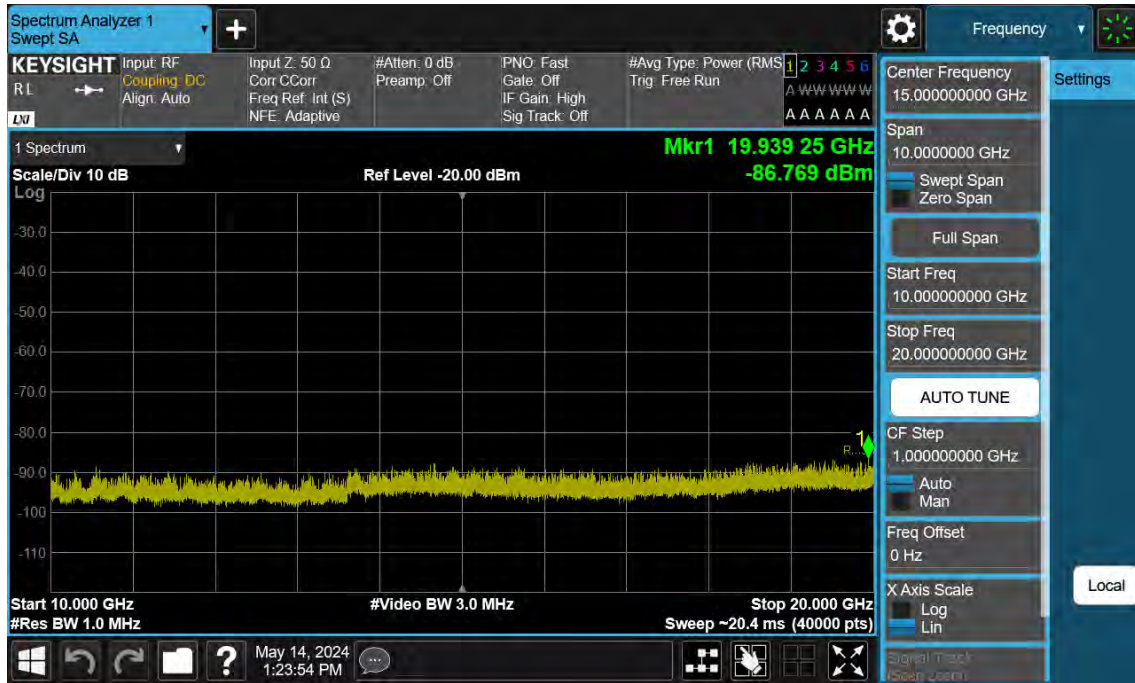 Spectrum Analyzer 1
Swept SA
Frequency
KEYSIGHT
RL
LXI
Input: RF
Coupling: DC
Align: Auto
Input Z: 50 Ω
Corr CCorr
Freq Ref: Int (S)
NFE: Adaptive
#Atten: 0 dB
Preamp: Off
PNO: Fast
Gate: Off
IF Gain: High
Sig Track: Off
#Avg Type: Power (RMS
Trig: Free Run
1 2 3 4 5 6
A W W W W W
A A A A A A
1 Spectrum
Mkr1 19.939 25 GHz
-86.769 dBm
Scale/Div 10 dB
Ref Level -20.00 dBm
Log
-30.0
-40.0
-50.0
-60.0
-70.0
-80.0
1
R...
-90.0
-100
-110
Start 10.000 GHz
#Video BW 3.0 MHz
Stop 20.000 GHz
#Res BW 1.0 MHz
Sweep ~20.4 ms (40000 pts)
?
May 14, 2024
1:23:54 PM
Settings
Center Frequency
15.000000000 GHz
Span
10.0000000 GHz
Swept Span
Zero Span
Full Span
Start Freq
10.000000000 GHz
Stop Freq
20.000000000 GHz
AUTO TUNE
CF Step
1.000000000 GHz
Auto
Man
Freq Offset
0 Hz
X Axis Scale
Log
Lin
Signal Track
(Span Zoom)
Local